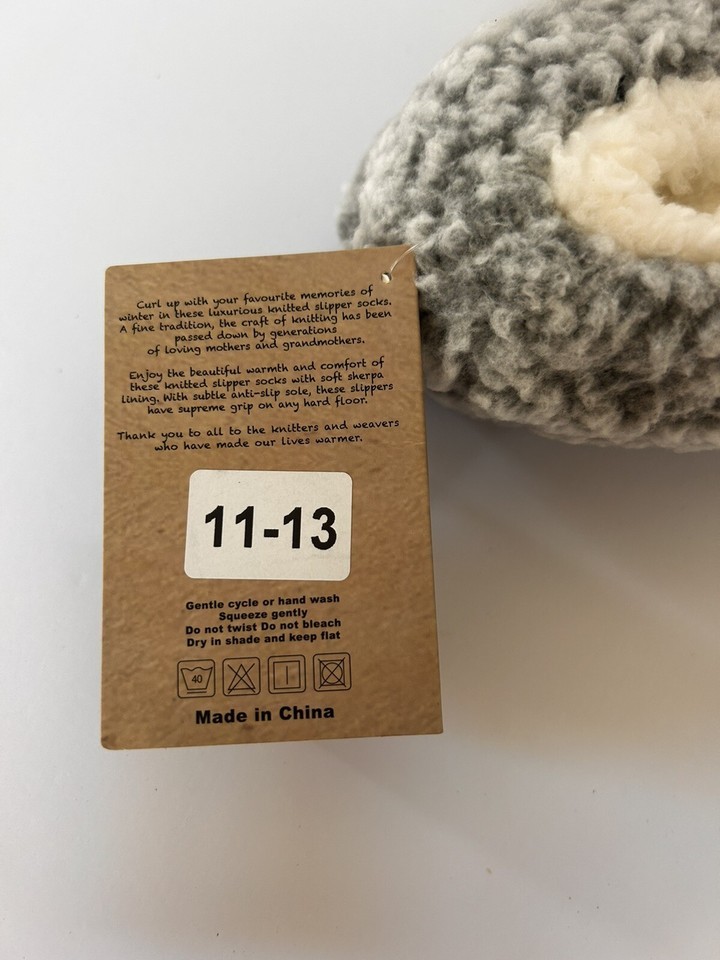 Curl up with your favourite memories of
winter in these luxurious knitted slipper socks.
A fine tradition, the craft of knitting has been
passed down by generations
of loving mothers and grandmothers.
Enjoy the beautiful warmth and comfort of
these knitted slipper socks with soft sherpa
lining. With subtle anti-slip sole, these slippers
have supreme grip on any hard floor.
Thank you to all to the knitters and weavers
who have made our lives warmer.
11-13
Gentle cycle or hand wash
Squeeze gently
Do not twist Do not bleach
Dry in shade and keep flat
40
Made in China